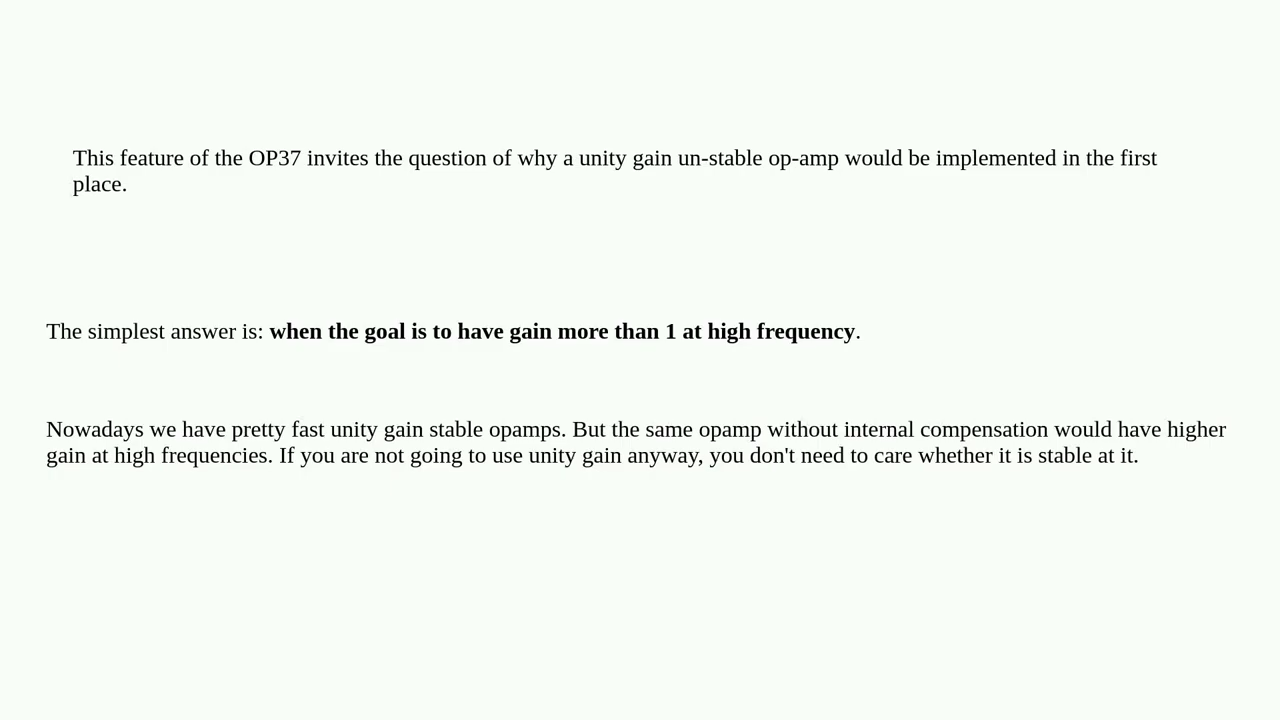 This feature of the OP37 invites the question of why a unity gain un-stable op-amp would be implemented in the first
place.
The simplest answer is: when the goal is to have gain more than 1 at high frequency.
Nowadays we have pretty fast unity gain stable opamps. But the same opamp without internal compensation would have higher
gain at high frequencies. If you are not going to use unity gain anyway, you don't need to care whether it is stable at it.